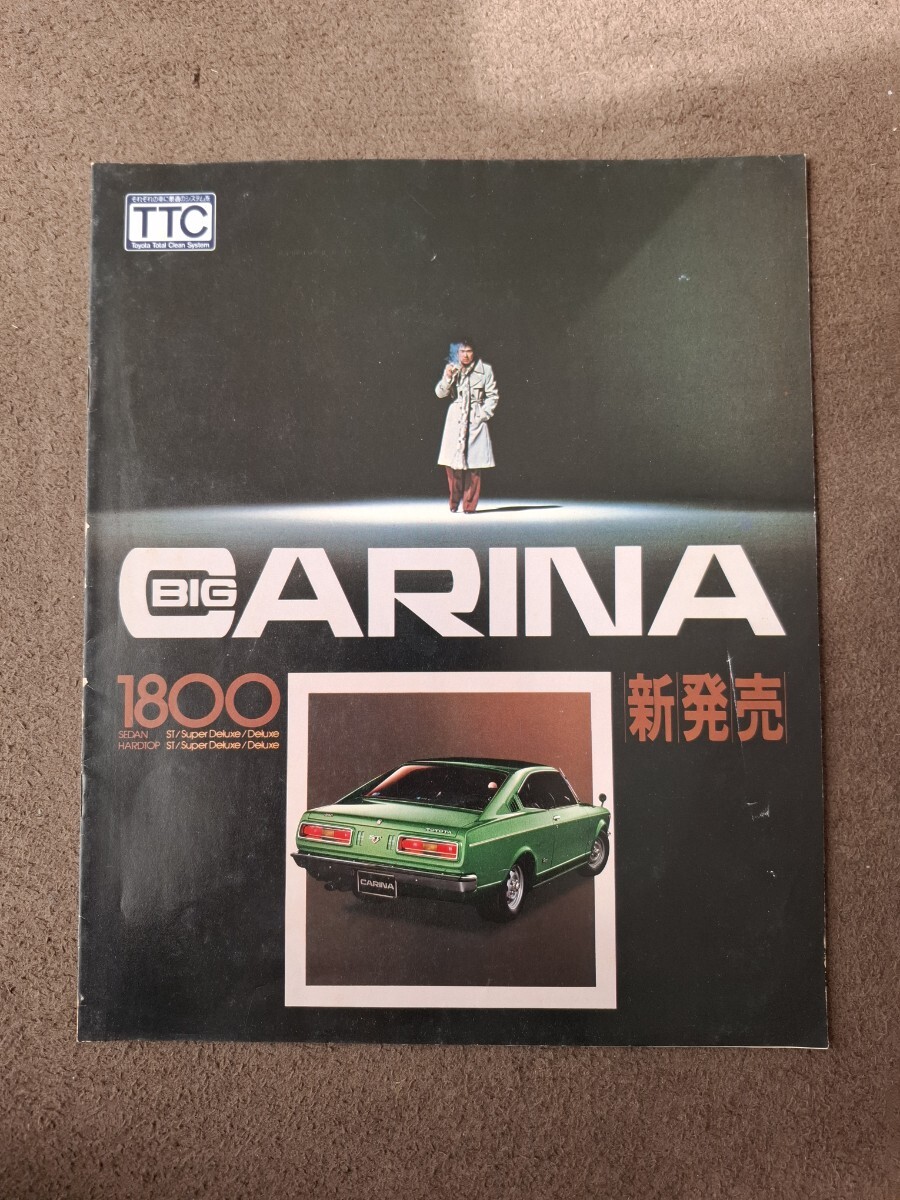 それぞれの車に最適のシステムを
TTC
Toyota Total Clean System
BIG
CARINA
1800
SEDAN ST/Super Deluxe/Deluxe
HARDTOP ST/Super Deluxe/Deluxe
新発売
TOYOTA
CARINA